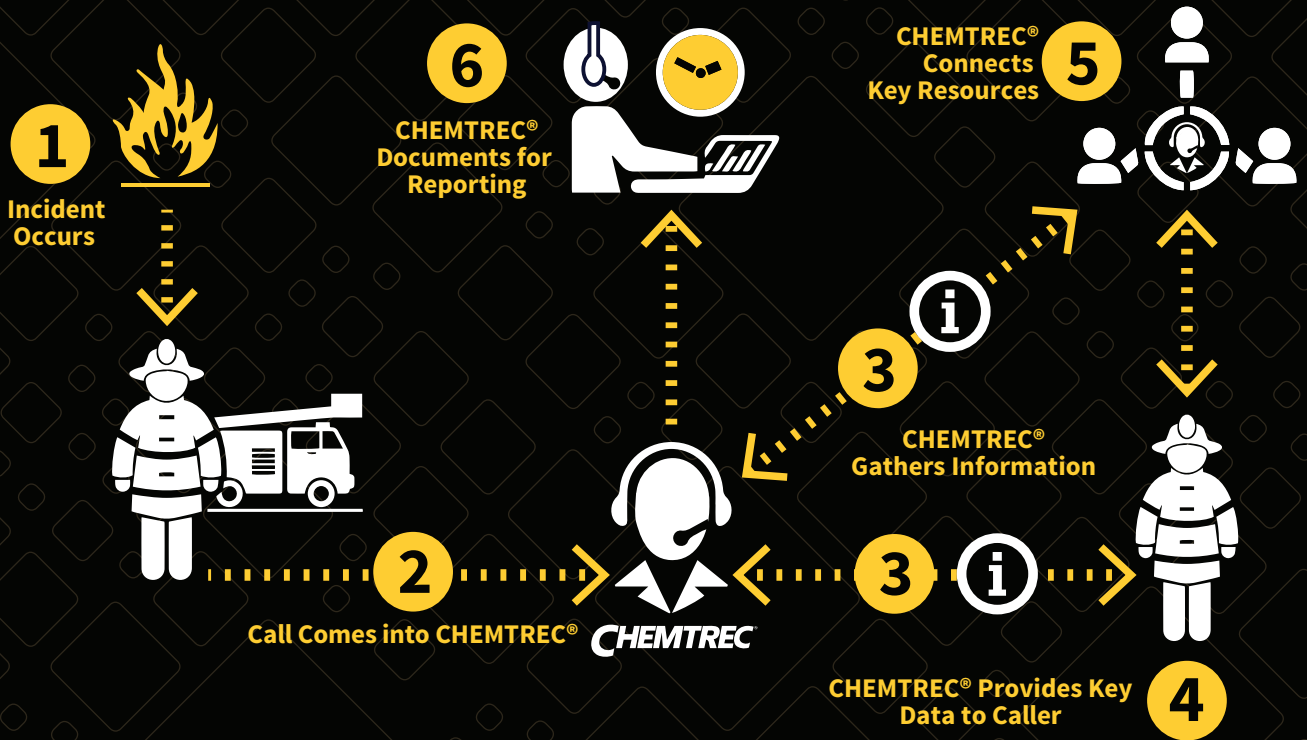 1
Incident
Occurs
2
Call Comes into CHEMTREC®
CHEMTREC®
3
i
3
i
CHEMTREC®
Gathers Information
4
CHEMTREC® Provides Key
Data to Caller
5
CHEMTREC®
Connects
Key Resources
6
CHEMTREC®
Documents for
Reporting